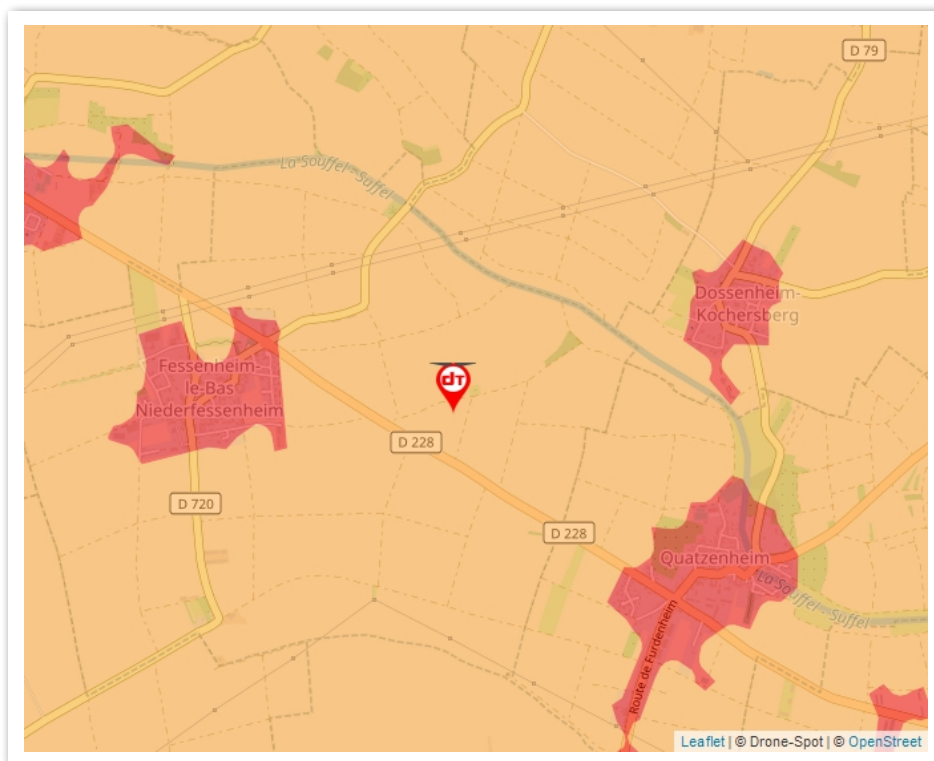 D 79
La Souffel - Suffel
Dossenheim-
Kochersberg
Fessenheim-
le-Bas
Niederfessenheim
dT
D 228
D 720
D 228
Quatzenheim
La Souffel - Suffel
Route de Furdenheim
Leaflet | © Drone-Spot | © OpenStreet